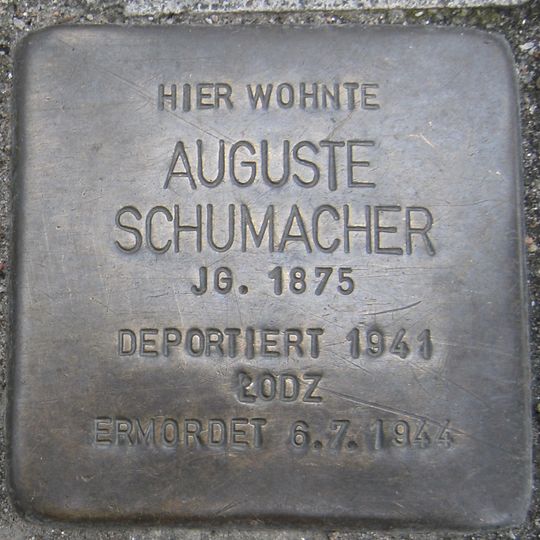 HIER WOHNTE
AUGUSTE
SCHUMACHER
JG. 1875
DEPORTIERT 1941
ŁODZ
ERMORDET 6.7. 1944